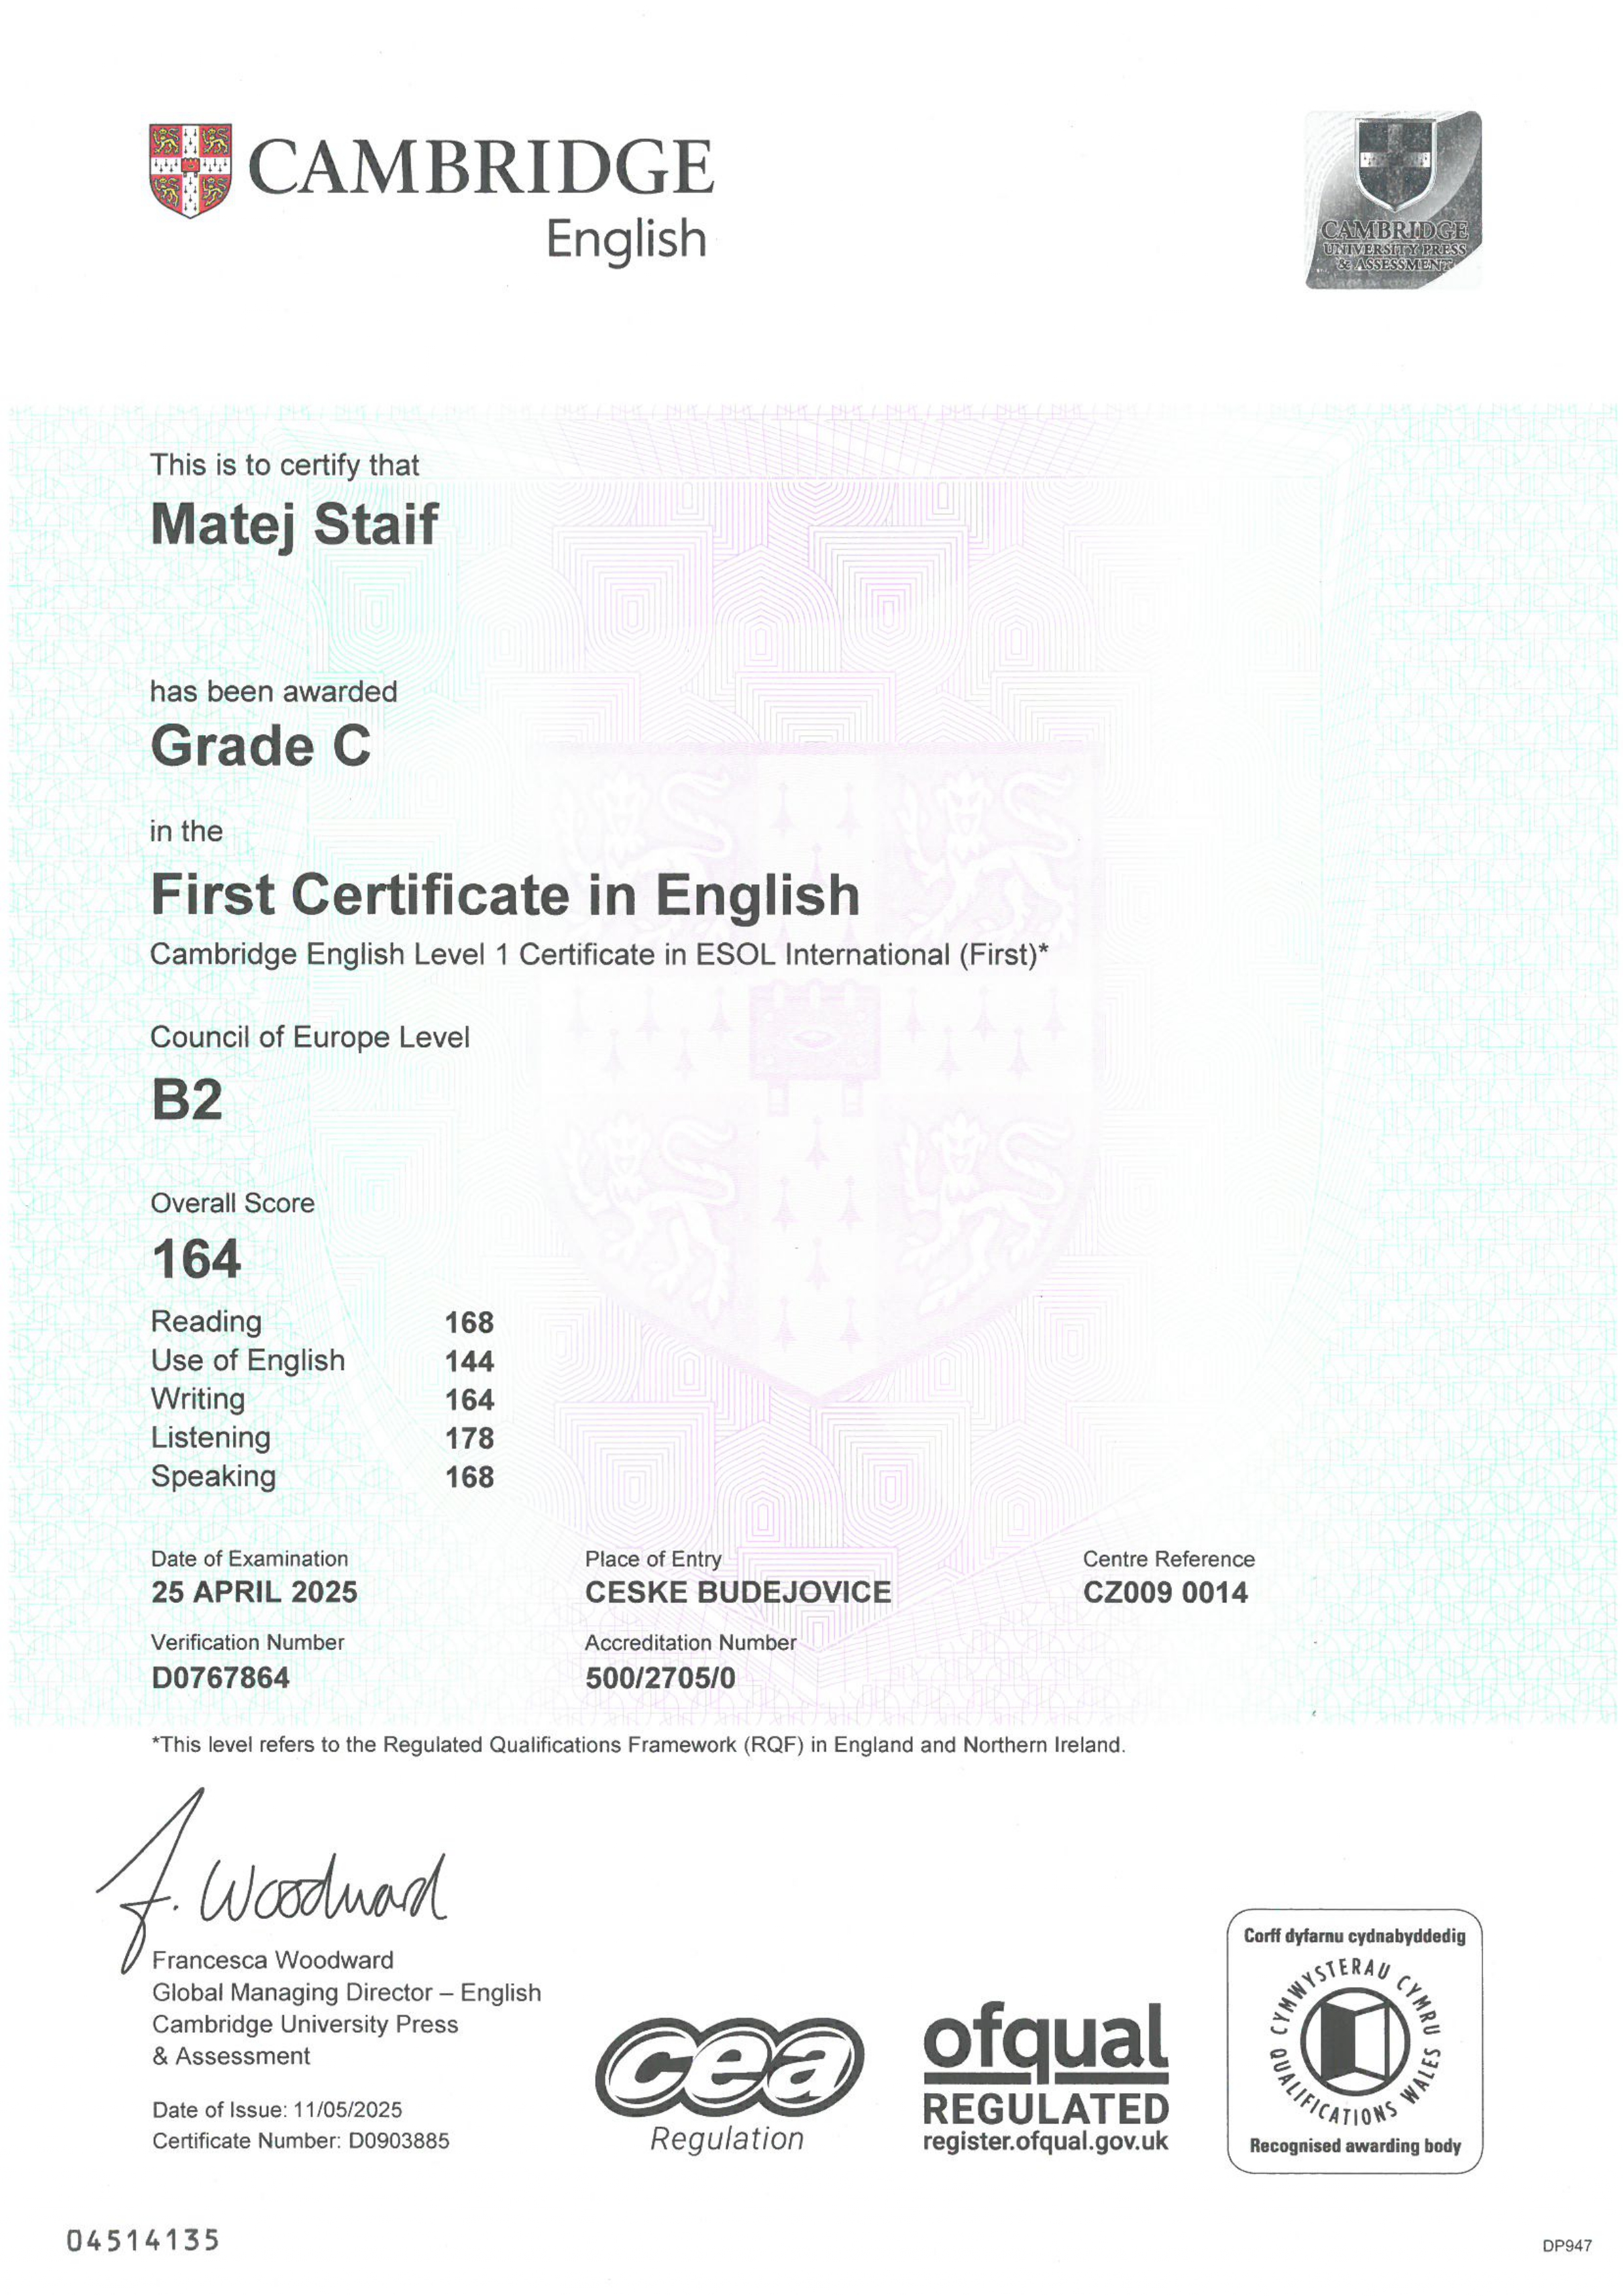 CAMBRIDGE
English
CAMBRIDGE
UNIVERSITY PRESS
& ASSESSMENT
This is to certify that
Matej Staif
has been awarded
Grade C
in the
First Certificate in English
Cambridge English Level 1 Certificate in ESOL International (First)*
Council of Europe Level
B2
Overall Score
164
Reading 168
Use of English 144
Writing 164
Listening 178
Speaking 168
Date of Examination Place of Entry Centre Reference
25 APRIL 2025 CESKE BUDEJOVICE CZ009 0014
Verification Number Accreditation Number
D0767864 500/2705/0
*This level refers to the Regulated Qualifications Framework (RQF) in England and Northern Ireland.
F. Woodward
Francesca Woodward
Global Managing Director – English
Cambridge University Press
& Assessment
Date of Issue: 11/05/2025
Certificate Number: D0903885
cea
Regulation
ofqual
REGULATED
register.ofqual.gov.uk
Corff dyfarnu cydnabyddedig
CYMWYSTERAU CYMRU
QUALIFICATIONS WALES
Recognised awarding body
04514135
DP947